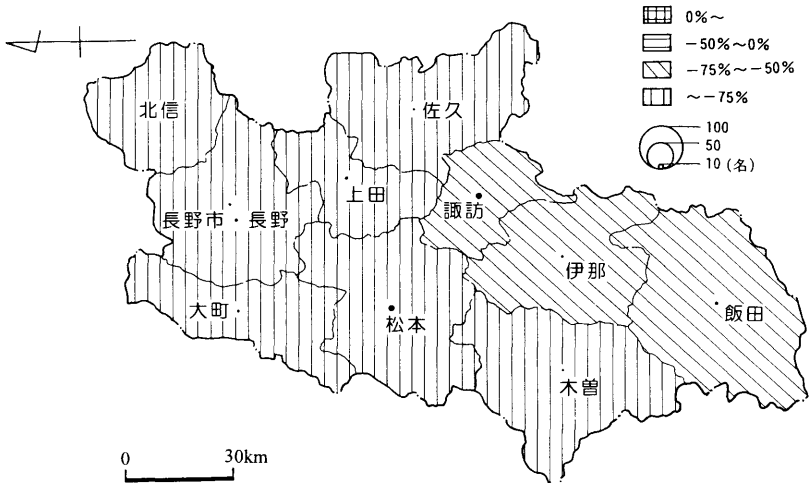 0%~
-50%~0%
-75%~-50%
~-75%
100
50
10(名)
北信
佐久
上田
諏訪
長野市
長野
伊那
大町
松本
飯田
木曽
0
30km